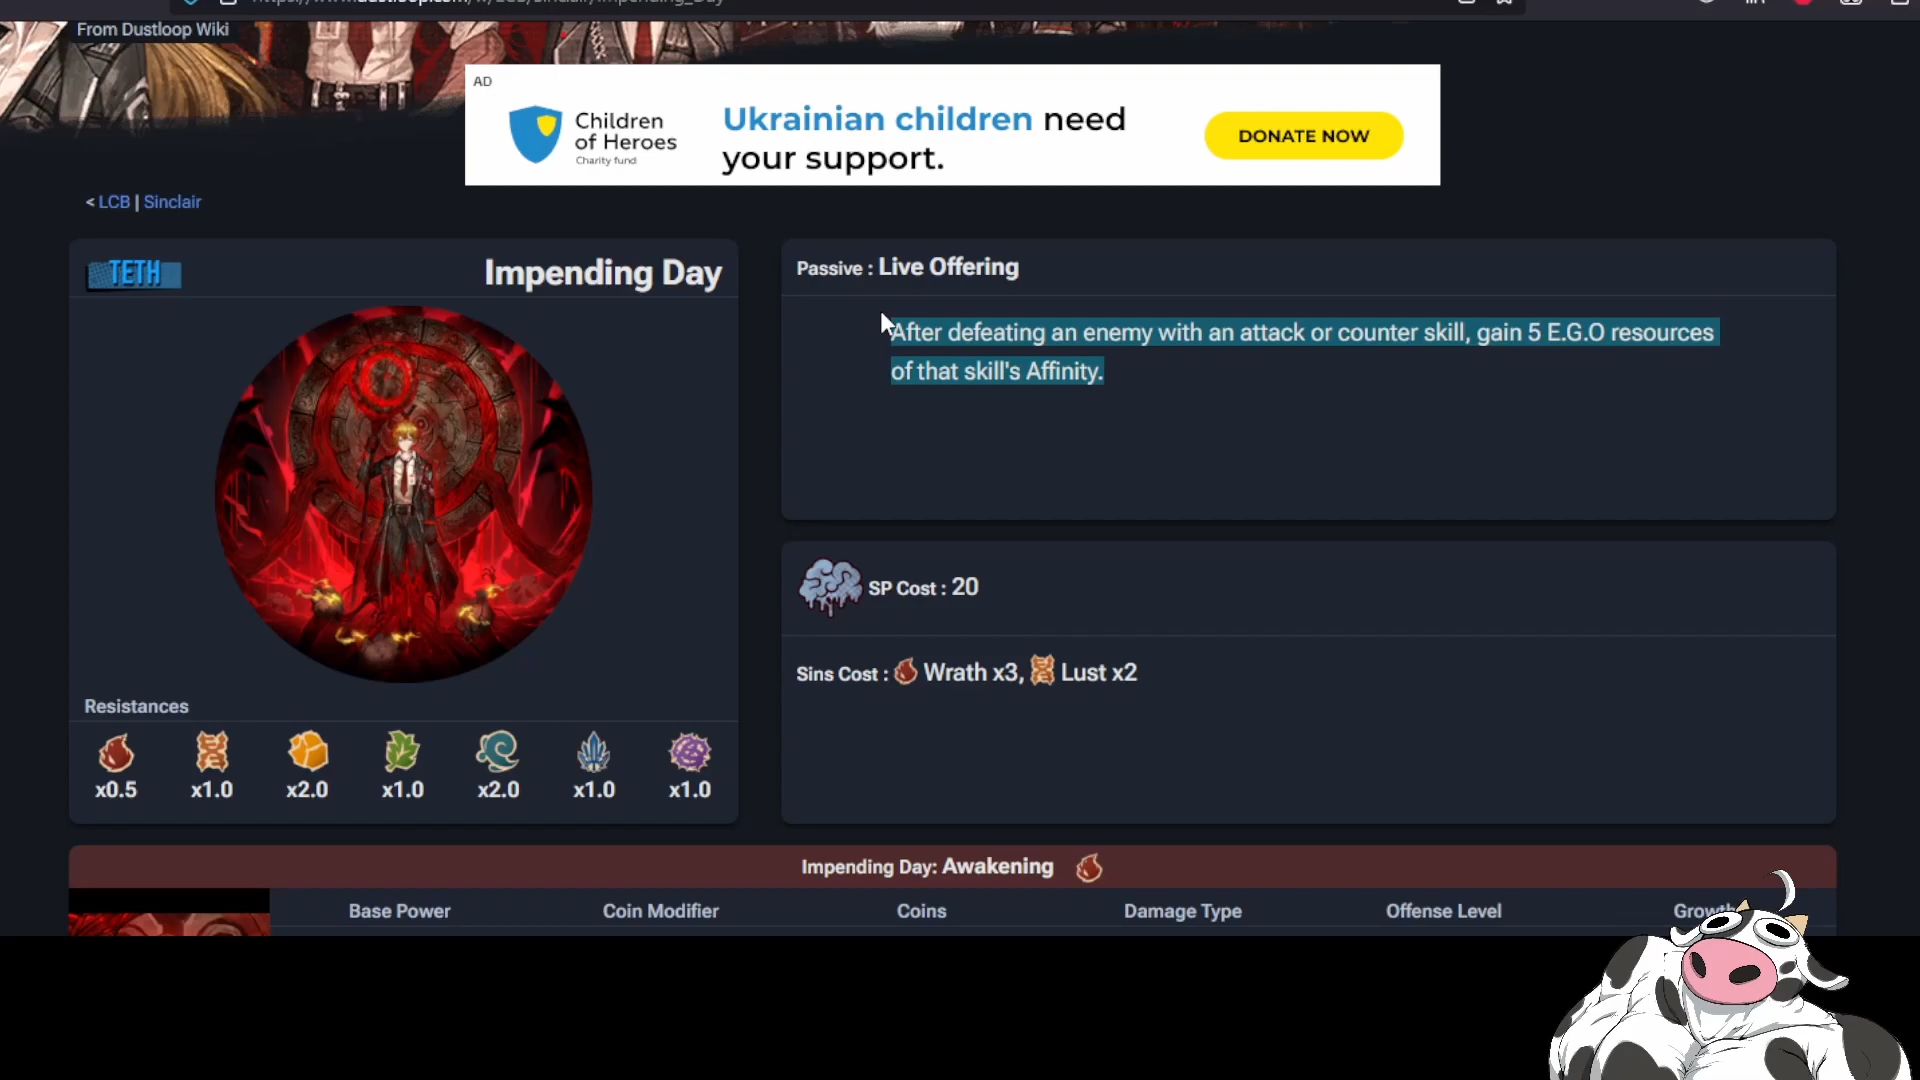 From Dustloop Wiki
AD
Children
of Heroes
Charity fund
Ukrainian children need
your support.
DONATE NOW
< LCB | Sinclair
TETH
Impending Day
Passive : Live Offering
After defeating an enemy with an attack or counter skill, gain 5 E.G.O resources
of that skill's Affinity.
SP Cost : 20
Sins Cost : Wrath x3, Lust x2
Resistances
x0.5 x1.0 x2.0 x1.0 x2.0 x1.0 x1.0
Impending Day: Awakening
Base Power Coin Modifier Coins Damage Type Offense Level Growth